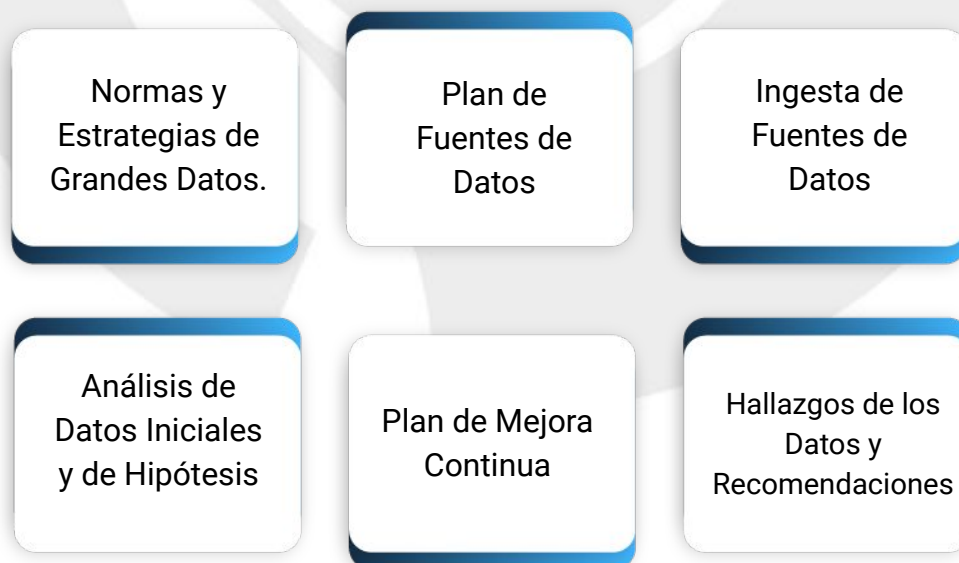 Normas y
Estrategias de
Grandes Datos.
Plan de
Fuentes de
Datos
Ingesta de
Fuentes de
Datos
Análisis de
Datos Iniciales
y de Hipótesis
Plan de Mejora
Continua
Hallazgos de los
Datos y
Recomendaciones